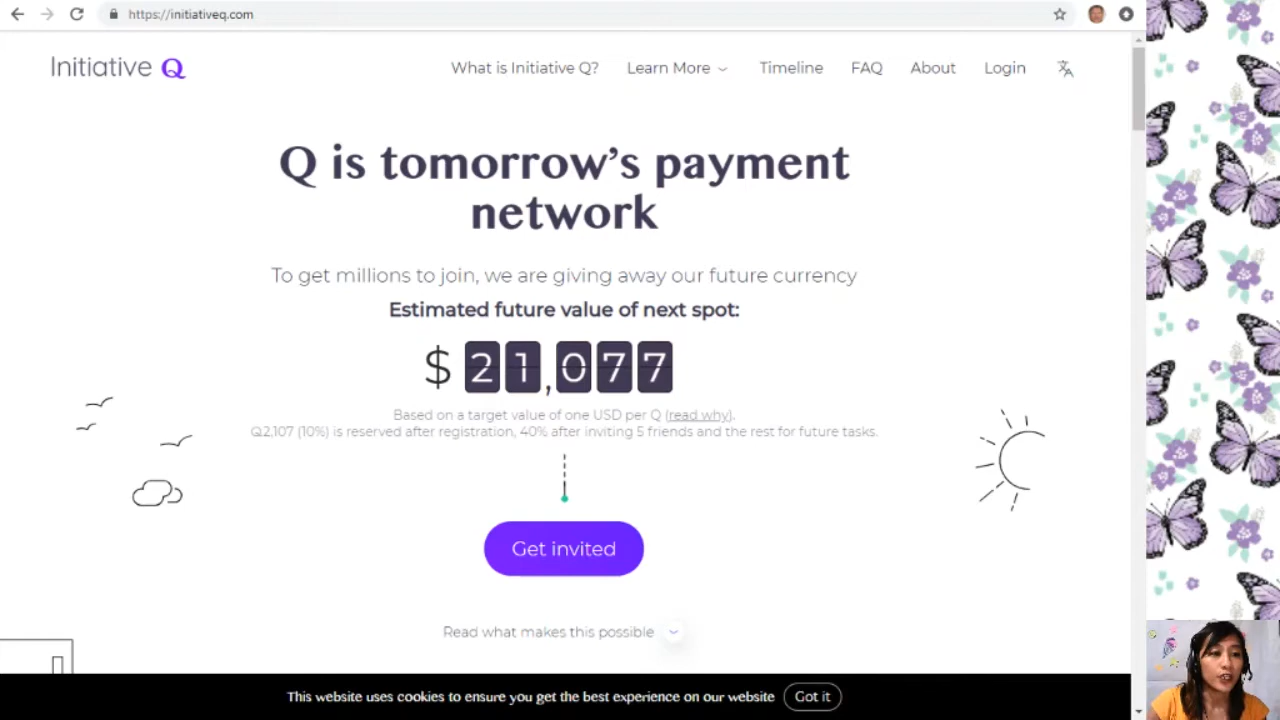 https://initiativeq.com
Initiative Q
What is Initiative Q? Learn More Timeline FAQ About Login
Q is tomorrow's payment
network
To get millions to join, we are giving away our future currency
Estimated future value of next spot:
$ 21,077
Based on a target value of one USD per Q (read why).
Q2,107 (10%) is reserved after registration, 40% after inviting 5 friends and the rest for future tasks.
Get invited
Read what makes this possible
This website uses cookies to ensure you get the best experience on our website Got it